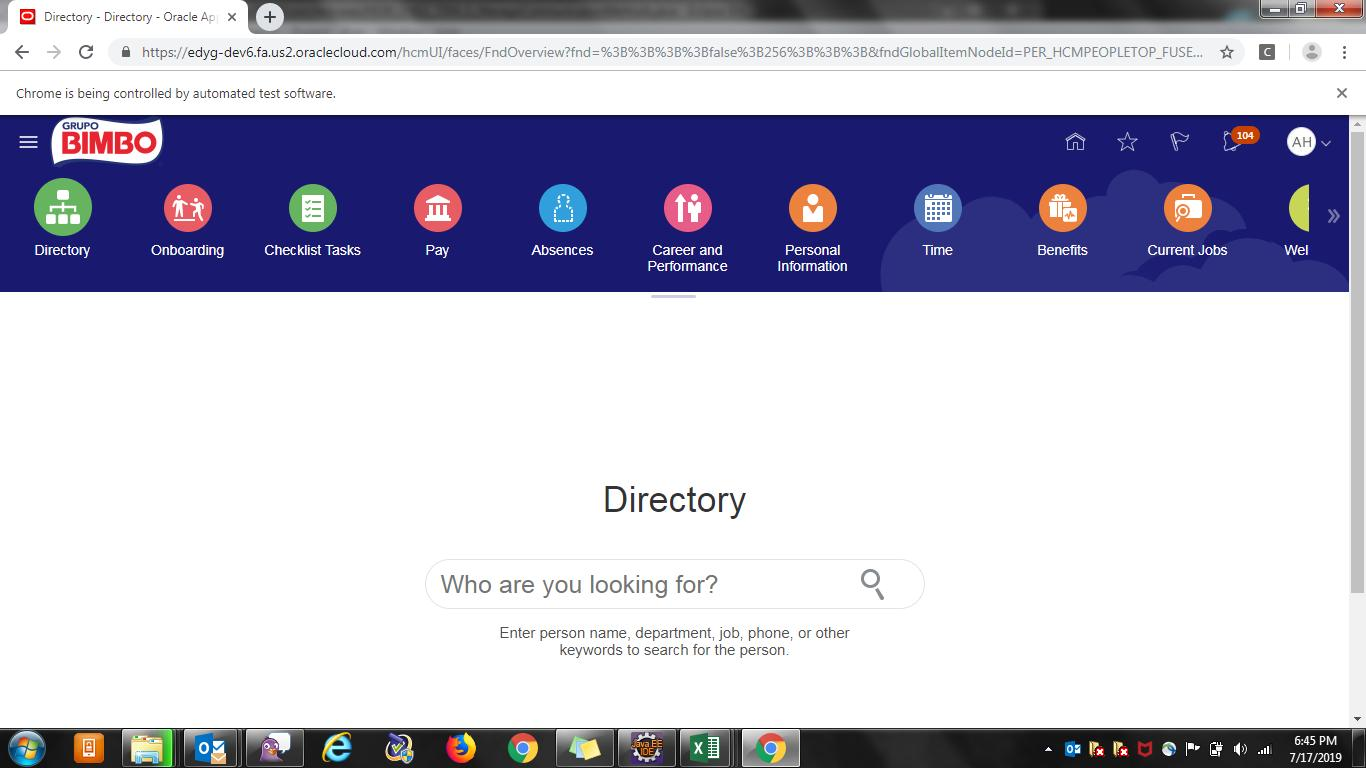 Directory - Directory - Oracle Ap
https://edyg-dev6.fa.us2.oraclecloud.com/hcmUI/faces/FndOverview?fnd=%3B%3B%3B%3Bfalse%3B256%3B%3B%3B&fndGlobalItemNodeId=PER_HCMPEOPLETOP_FUSE...
C
Chrome is being controlled by automated test software.
GRUPO
BIMBO
104
AH
Directory
Onboarding
Checklist Tasks
Pay
Absences
Career and
Performance
Personal
Information
Time
Benefits
Current Jobs
Wel
Directory
Who are you looking for?
Enter person name, department, job, phone, or other
keywords to search for the person.
Java EE
IDE
6:45 PM
7/17/2019